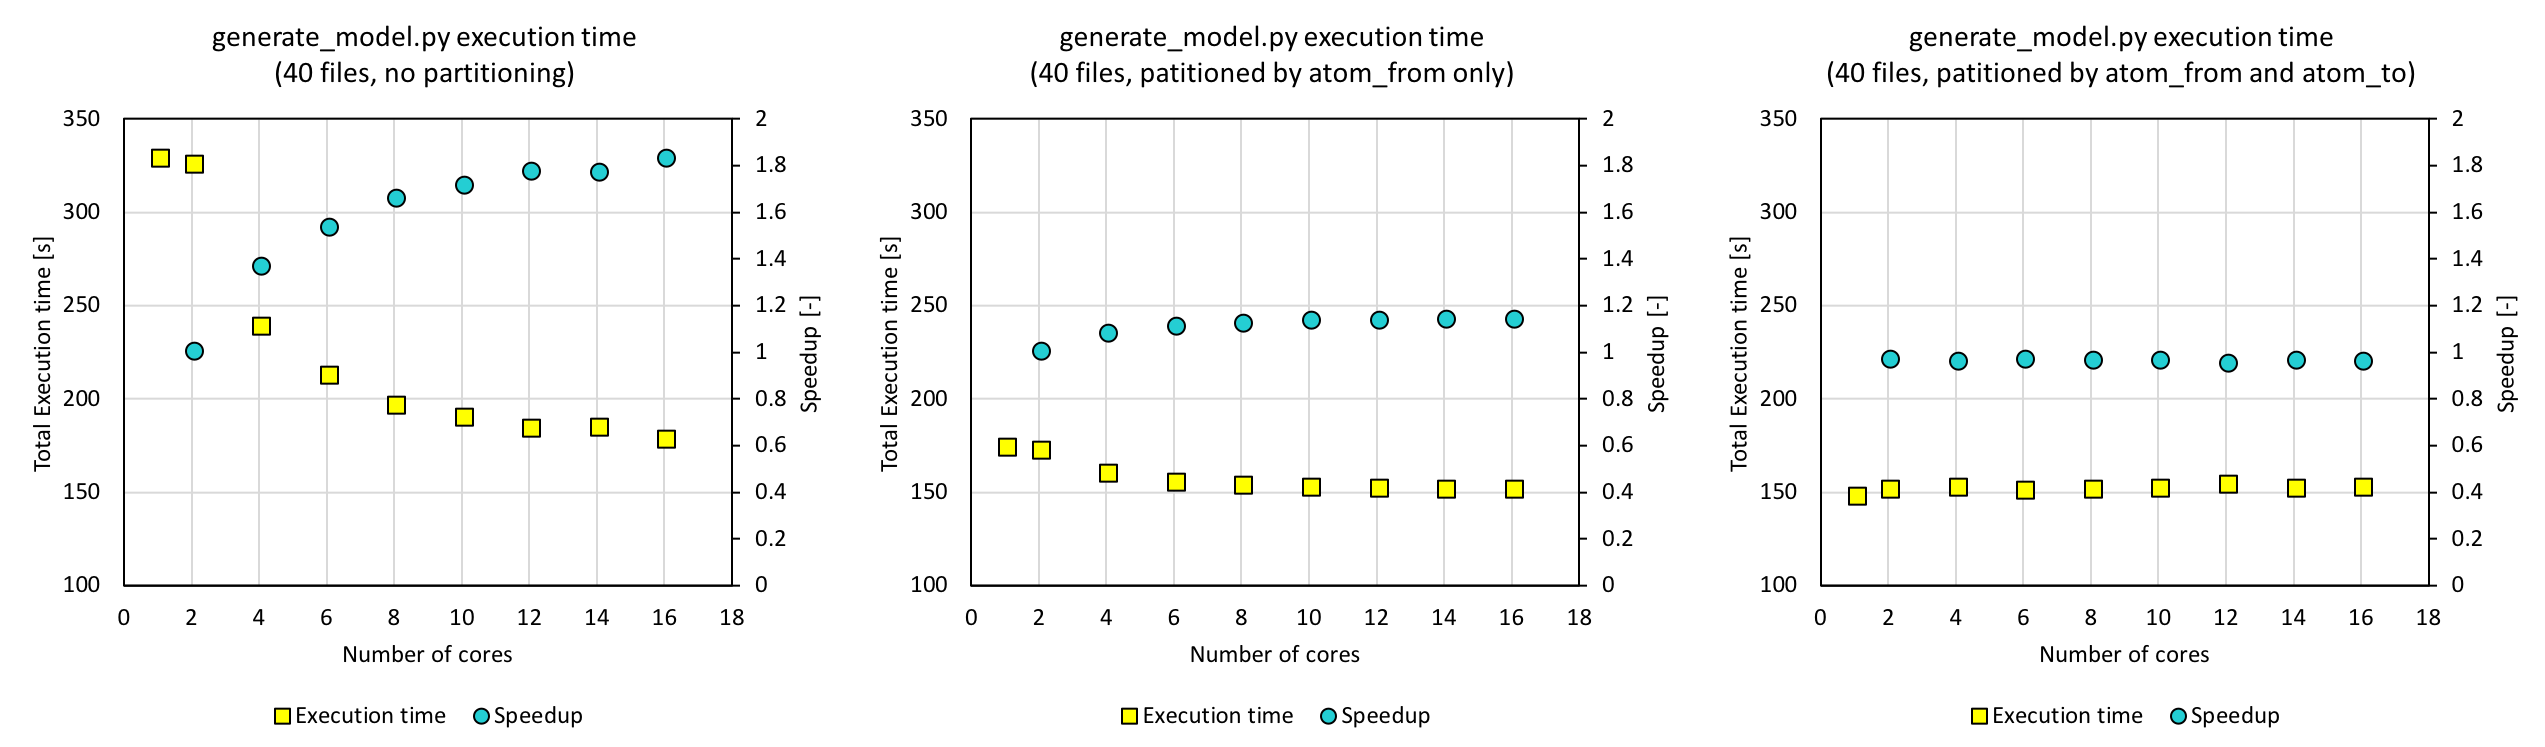 generate_model.py execution time
(40 files, no partitioning)
350
300
250
200
150
100
Total Execution time [s]
2
1.8
1.6
1.4
1.2
1
0.8
0.6
0.4
0.2
0
Speedup [-]
0 2 4 6 8 10 12 14 16 18
Number of cores
Execution time Speedup
generate_model.py execution time
(40 files, patitioned by atom_from only)
350
300
250
200
150
100
Total Execution time [s]
2
1.8
1.6
1.4
1.2
1
0.8
0.6
0.4
0.2
0
Speedup [-]
0 2 4 6 8 10 12 14 16 18
Number of cores
Execution time Speedup
generate_model.py execution time
(40 files, patitioned by atom_from and atom_to)
350
300
250
200
150
100
Total Execution time [s]
2
1.8
1.6
1.4
1.2
1
0.8
0.6
0.4
0.2
0
Speedup [-]
0 2 4 6 8 10 12 14 16 18
Number of cores
Execution time Speedup